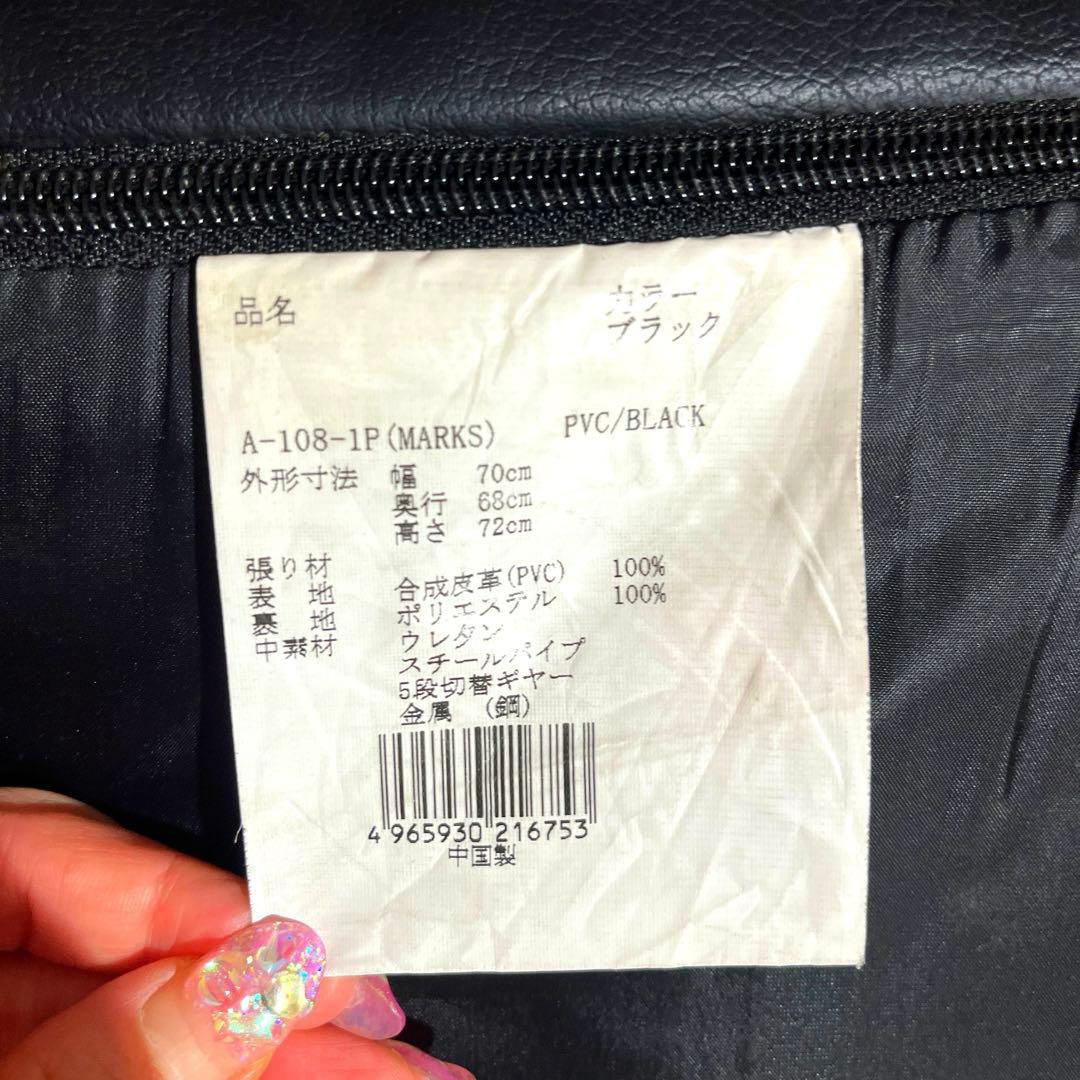 品名 カラー
ブラック
A-108-1P(MARKS) PVC/BLACK
外形寸法 幅 70cm
奥行 68cm
高さ 72cm
張り材
表 地 合成皮革(PVC) 100%
裏 地 ポリエステル 100%
中素材 ウレタン
スチールパイプ
5段切替ギヤー
金属 (鋼)
4 965930 216753
中国製